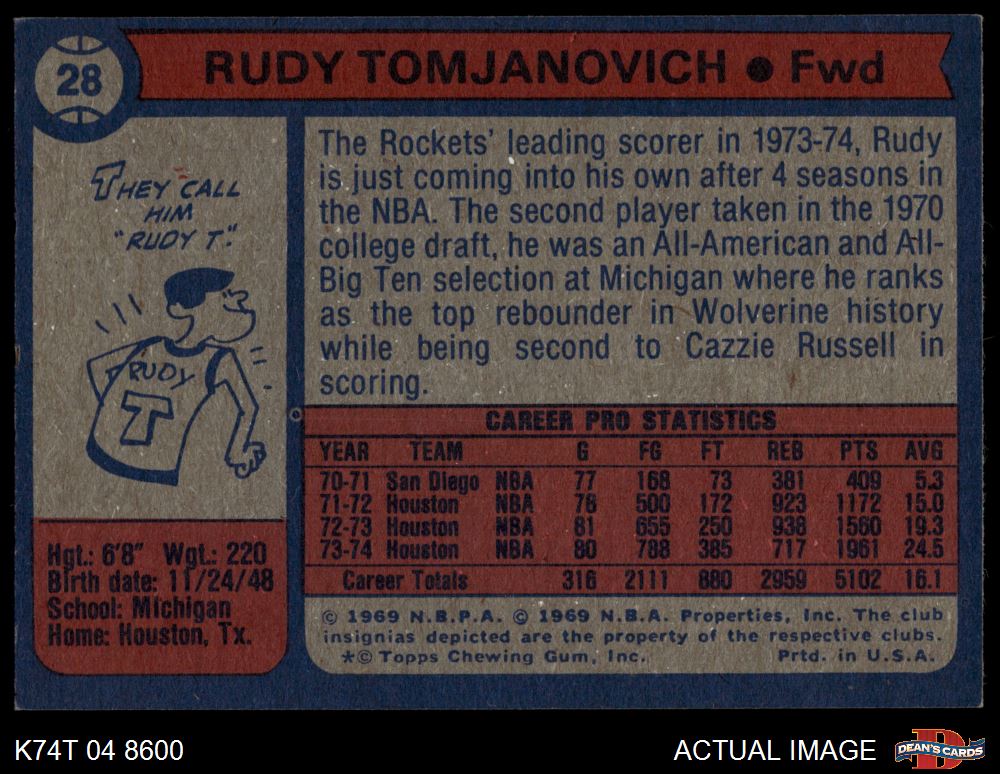 28
RUDY TOMJANOVICH ● Fwd
THEY CALL
HIM
"RUDY T."
RUDY
T
Hgt.: 6'8" Wgt.: 220
Birth date: 11/24/48
School: Michigan
Home: Houston, Tx.
The Rockets' leading scorer in 1973-74, Rudy
is just coming into his own after 4 seasons in
the NBA. The second player taken in the 1970
college draft, he was an All-American and All-
Big Ten selection at Michigan where he ranks
as the top rebounder in Wolverine history
while being second to Cazzie Russell in
scoring.
CAREER PRO STATISTICS
YEAR TEAM G FG FT REB PTS AVG
70-71 San Diego NBA 77 168 73 381 409 5.3
71-72 Houston NBA 78 500 172 923 1172 15.0
72-73 Houston NBA 81 655 250 938 1560 19.3
73-74 Houston NBA 80 788 385 717 1961 24.5
Career Totals 316 2111 880 2959 5102 16.1
© 1969 N.B.P.A. © 1969 N.B.A. Properties, Inc. The club
insignias depicted are the property of the respective clubs.
*© Topps Chewing Gum, Inc. Prtd. in U.S.A.
K74T 04 8600
ACTUAL IMAGE
D
DEAN'S CARDS